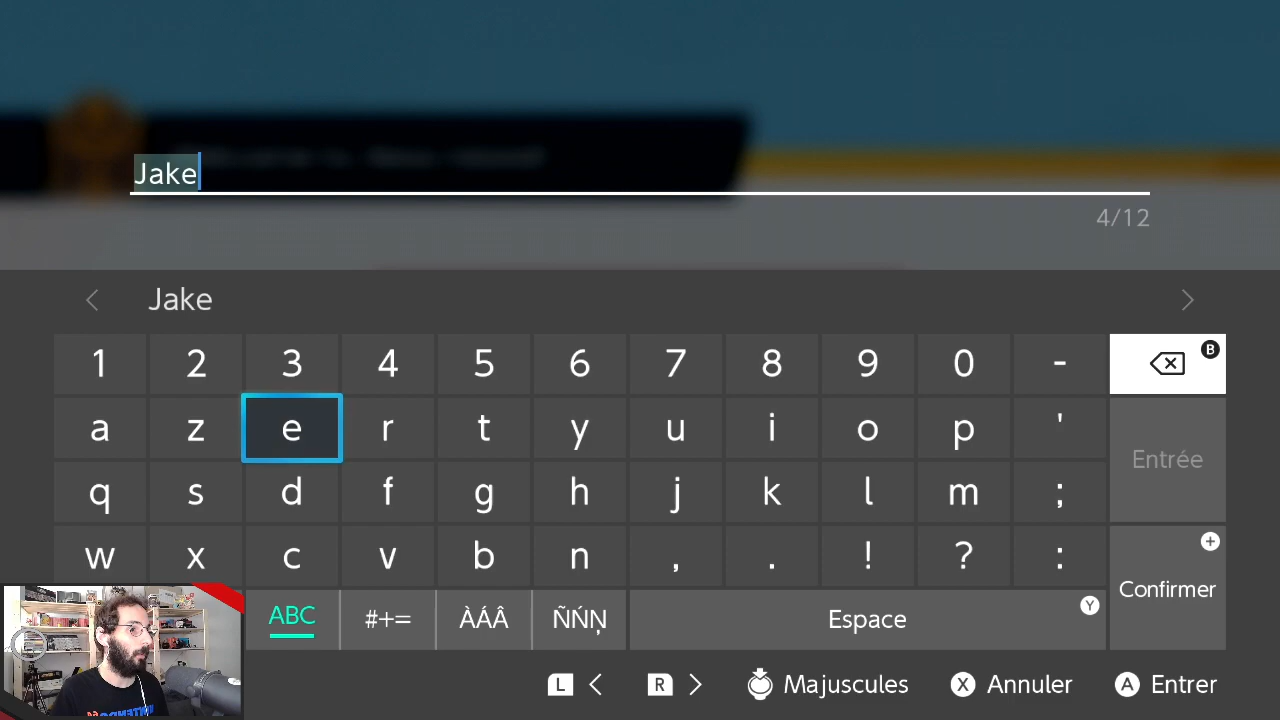 Jake
4/12
Jake
1 2 3 4 5 6 7 8 9 0 - B
a z e r t y u i o p '
Entrée
q s d f g h j k l m ;
w x c v b n , . ! ? : +
Confirmer
ABC #+= ÀÁÂ ÑŃŅ Espace Y
L R Majuscules X Annuler A Entrer